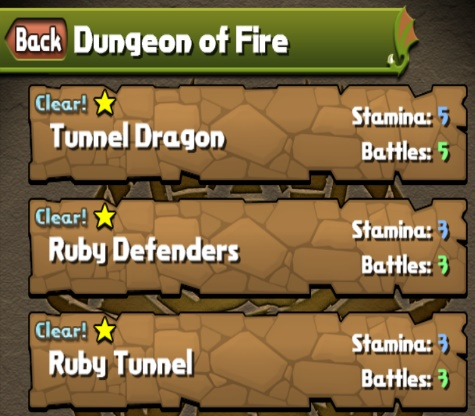 Back Dungeon of Fire
Clear!
Tunnel Dragon
Stamina: 5
Battles: 5
Clear!
Ruby Defenders
Stamina: 3
Battles: 3
Clear!
Ruby Tunnel
Stamina: 3
Battles: 3